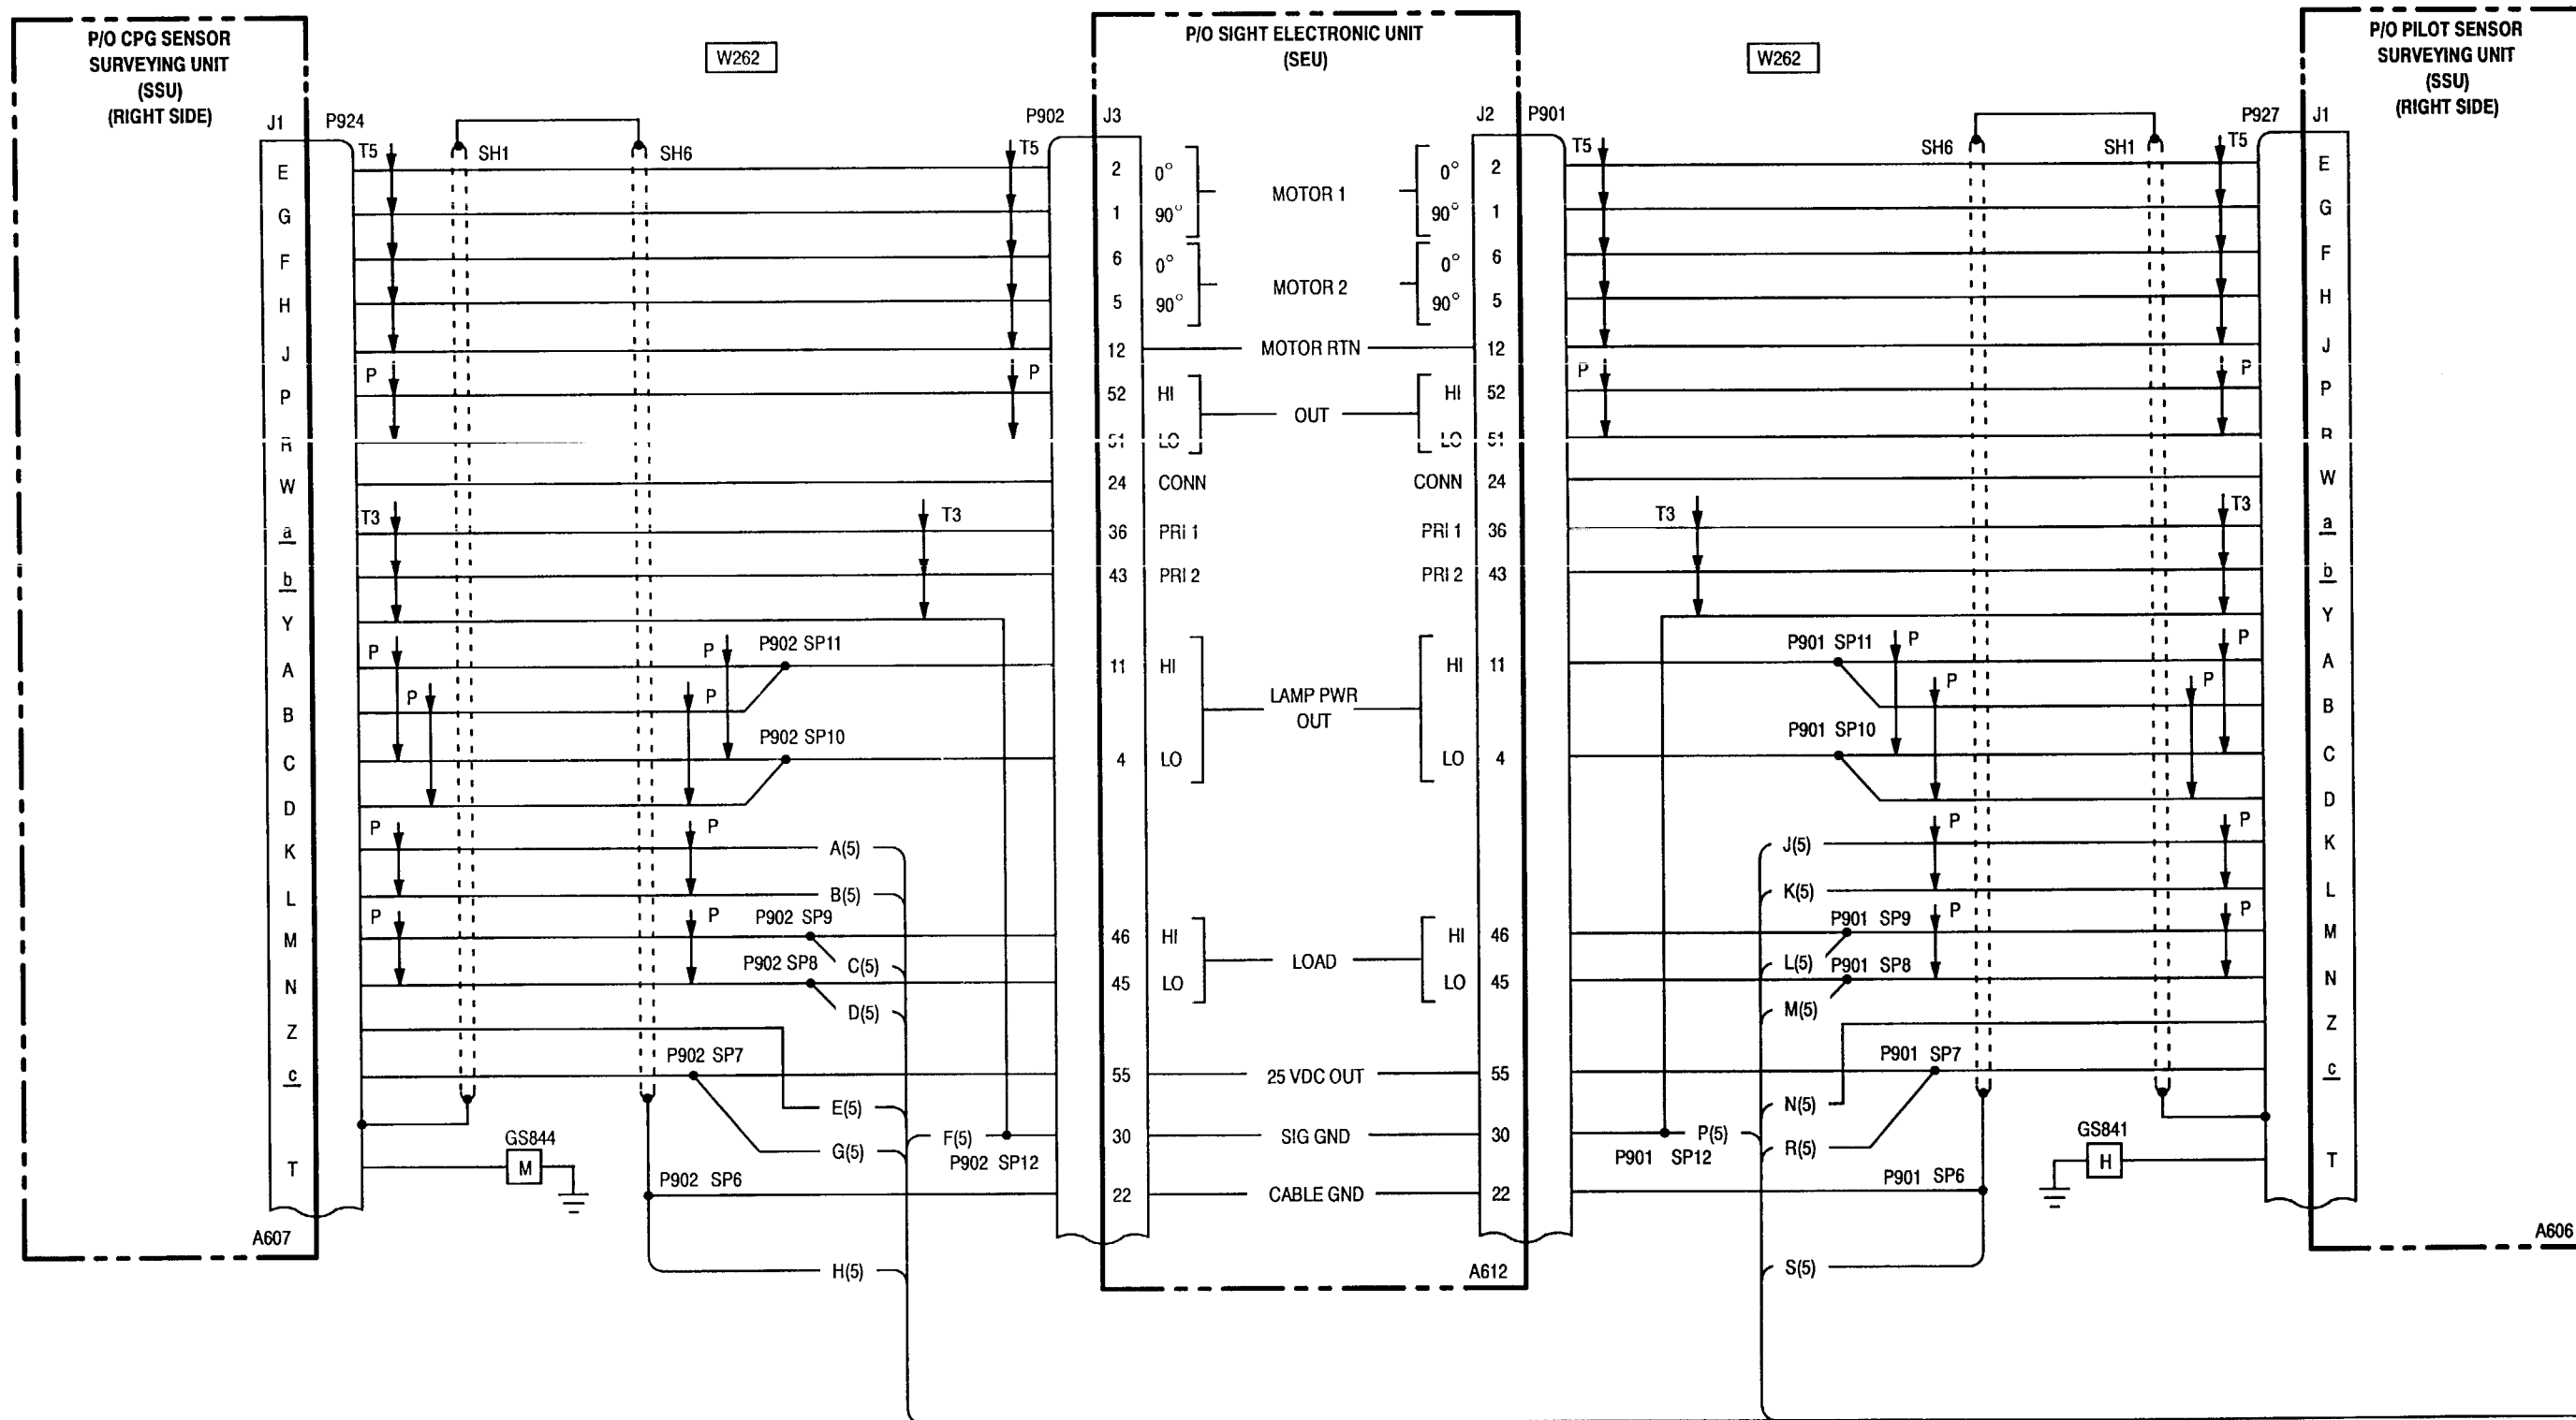 P/O CPG SENSOR
SURVEYING UNIT
(SSU)
(RIGHT SIDE)
W262
P/O SIGHT ELECTRONIC UNIT
(SEU)
W262
P/O PILOT SENSOR
SURVEYING UNIT
(SSU)
(RIGHT SIDE)
J1 P924 P902 J3 J2 P901 P927 J1
T5 SH1 SH6 T5 T5 SH6 SH1 T5
E 2 0° 0° 2 E
MOTOR 1
G 1 90° 90° 1 G
F 6 0° 0° 6 F
MOTOR 2
H 5 90° 90° 5 H
J 12 MOTOR RTN 12 J
P P P P
P 52 HI HI 52 P
OUT
R 51 LO LO 51 R
W 24 CONN CONN 24 W
T3 T3 T3 T3
a 36 PRI 1 PRI 1 36 a
b 43 PRI 2 PRI 2 43 b
Y Y
P P P902 SP11 P901 SP11 P P
A 11 HI HI 11 A
P P LAMP PWR P P
B OUT B
P902 SP10 P901 SP10
C 4 LO LO 4 C
D D
P P P P
K A(5) J(5) K
L B(5) K(5) L
P P P902 SP9 P901 SP9 P P
M 46 HI HI 46 M
P902 SP8 C(5) LOAD L(5) P901 SP8
N 45 LO LO 45 N
D(5) M(5)
Z Z
P902 SP7 P901 SP7
c 55 25 VDC OUT 55 c
E(5) N(5)
GS844 F(5) 30 SIG GND 30 P(5) GS841
G(5) P902 SP12 P901 SP12 R(5)
T M H T
P902 SP6 22 CABLE GND 22 P901 SP6
A607 A606
H(5) A612 S(5)